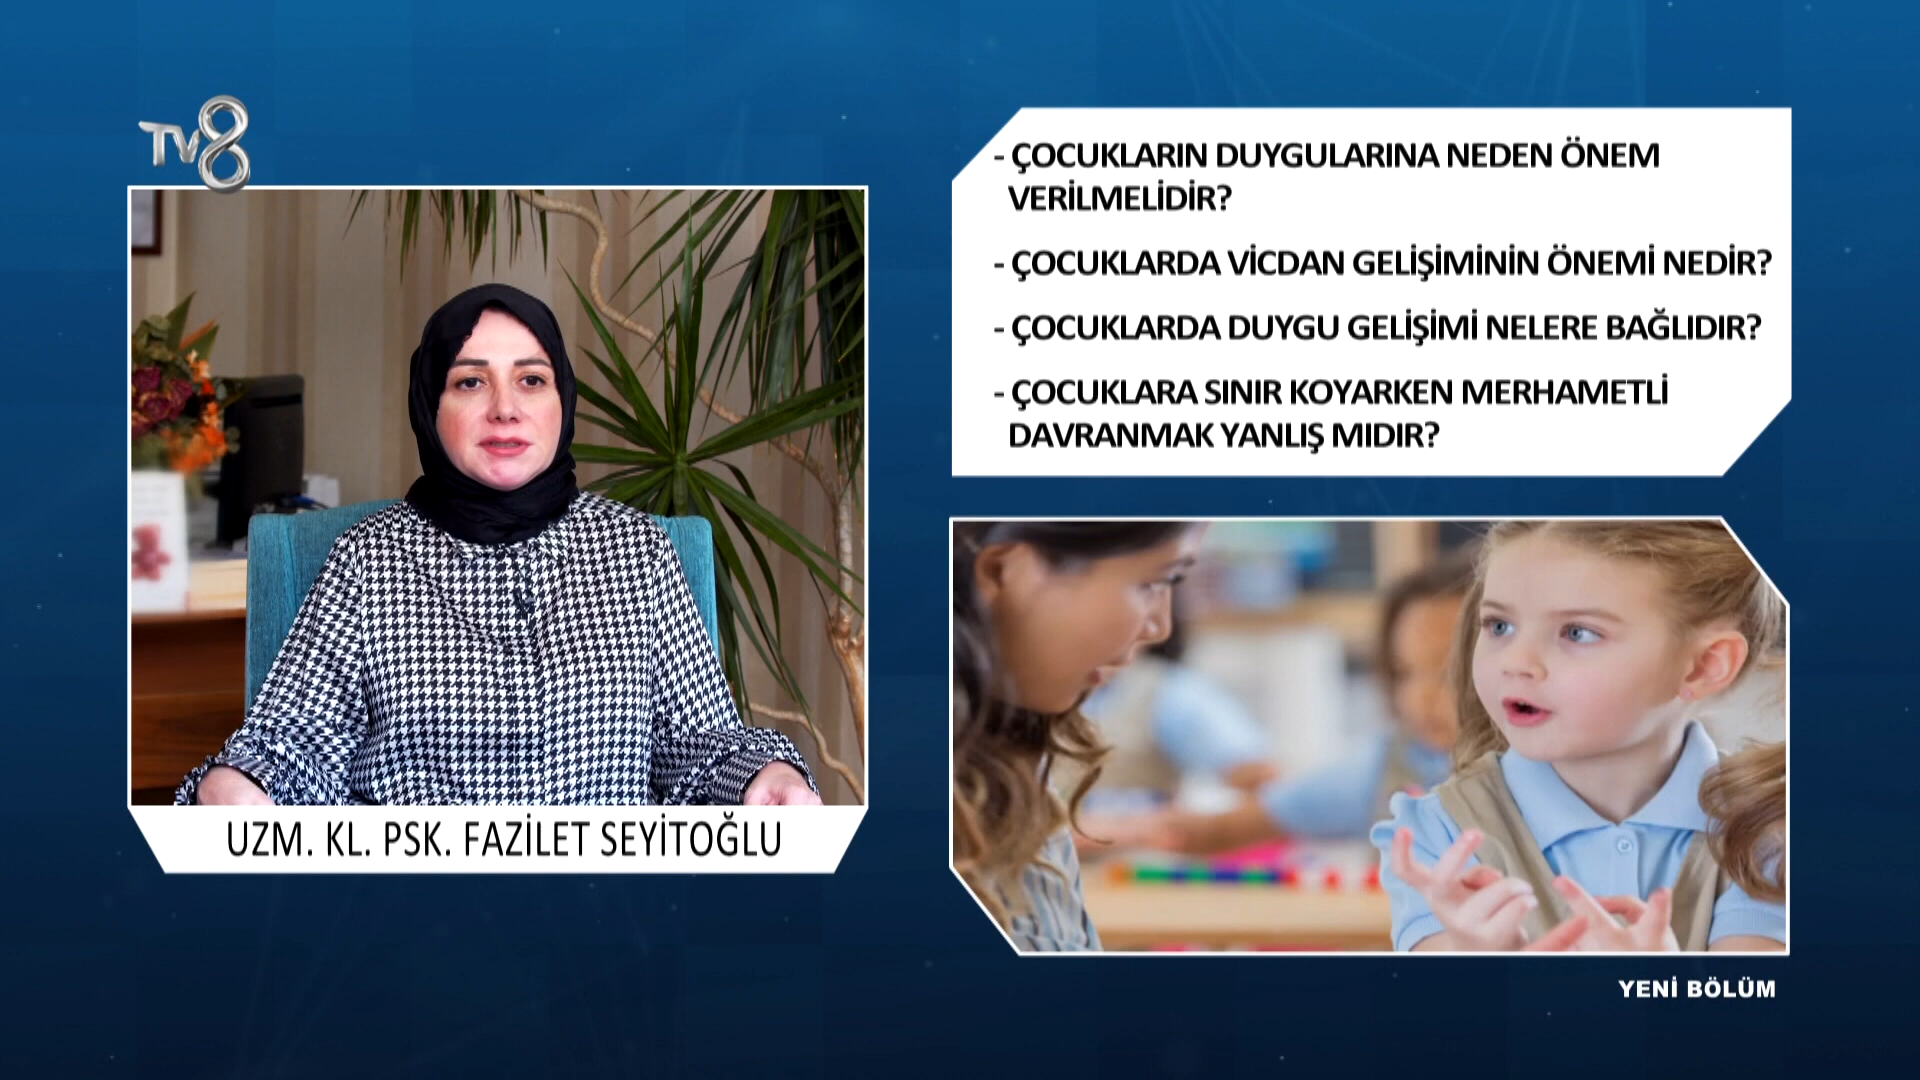 TV8
- ÇOCUKLARIN DUYGULARINA NEDEN ÖNEM
VERİLMELİDİR?
- ÇOCUKLARDA VİCDAN GELİŞİMİNİN ÖNEMİ NEDİR?
- ÇOCUKLARDA DUYGU GELİŞİMİ NELERE BAĞLIDIR?
- ÇOCUKLARA SINIR KOYARKEN MERHAMETLİ
DAVRANMAK YANLIŞ MIDIR?
UZM. KL. PSK. FAZİLET SEYİTOĞLU
YENİ BÖLÜM